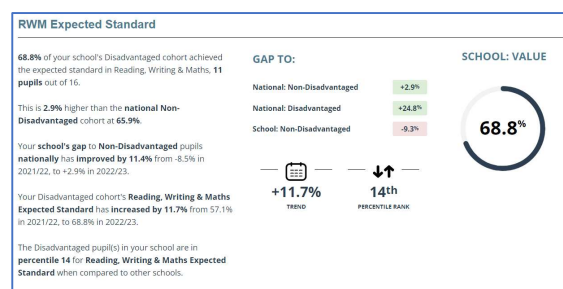 RWM Expected Standard
68.8% of your school's Disadvantaged cohort achieved
the expected standard in Reading, Writing & Maths, 11
pupils out of 16.
This is 2.9% higher than the national Non-
Disadvantaged cohort at 65.9%.
Your school's gap to Non-Disadvantaged pupils
nationally has improved by 11.4% from -8.5% in
2021/22, to +2.9% in 2022/23.
Your Disadvantaged cohort's Reading, Writing & Maths
Expected Standard has increased by 11.7% from 57.1%
in 2021/22, to 68.8% in 2022/23.
The Disadvantaged pupil(s) in your school are in
percentile 14 for Reading, Writing & Maths Expected
Standard when compared to other schools.
GAP TO:
National: Non-Disadvantaged +2.9%
National: Disadvantaged +24.8%
School: Non-Disadvantaged -9.3%
+11.7%
TREND
14th
PERCENTILE RANK
SCHOOL: VALUE
68.8%